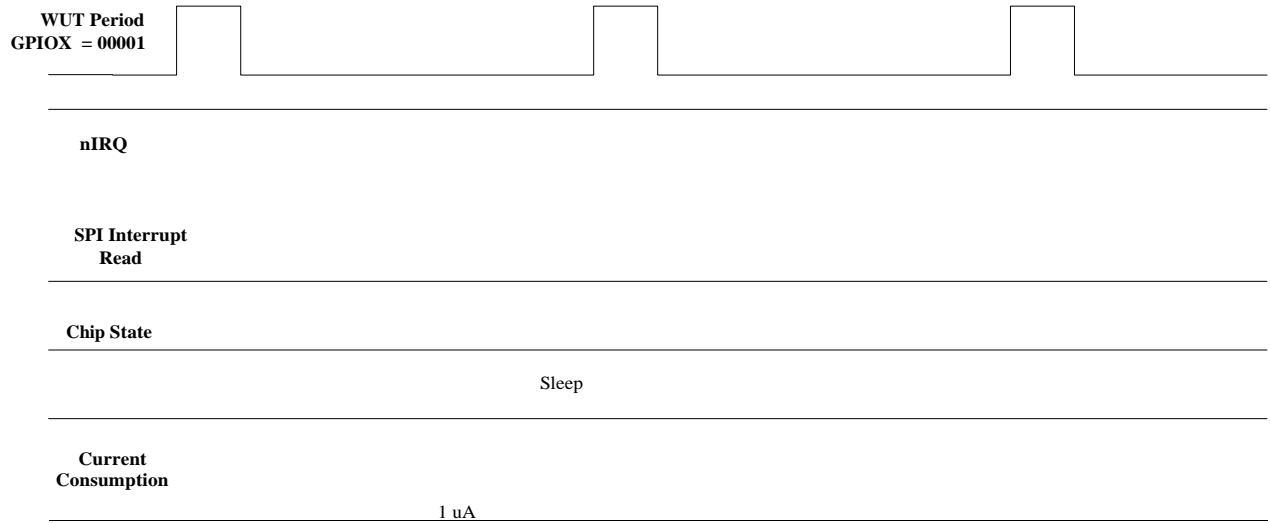 WUT Period
GPIOX = 00001
nIRQ
SPI Interrupt
Read
Chip State
Sleep
Current
Consumption
1 uA